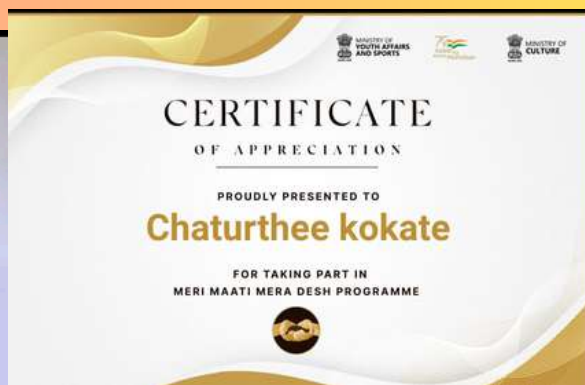 MINISTRY OF
YOUTH AFFAIRS
AND SPORTS
MINISTRY OF
CULTURE
CERTIFICATE
OF APPRECIATION
PROUDLY PRESENTED TO
Chaturthee kokate
FOR TAKING PART IN
MERI MAATI MERA DESH PROGRAMME